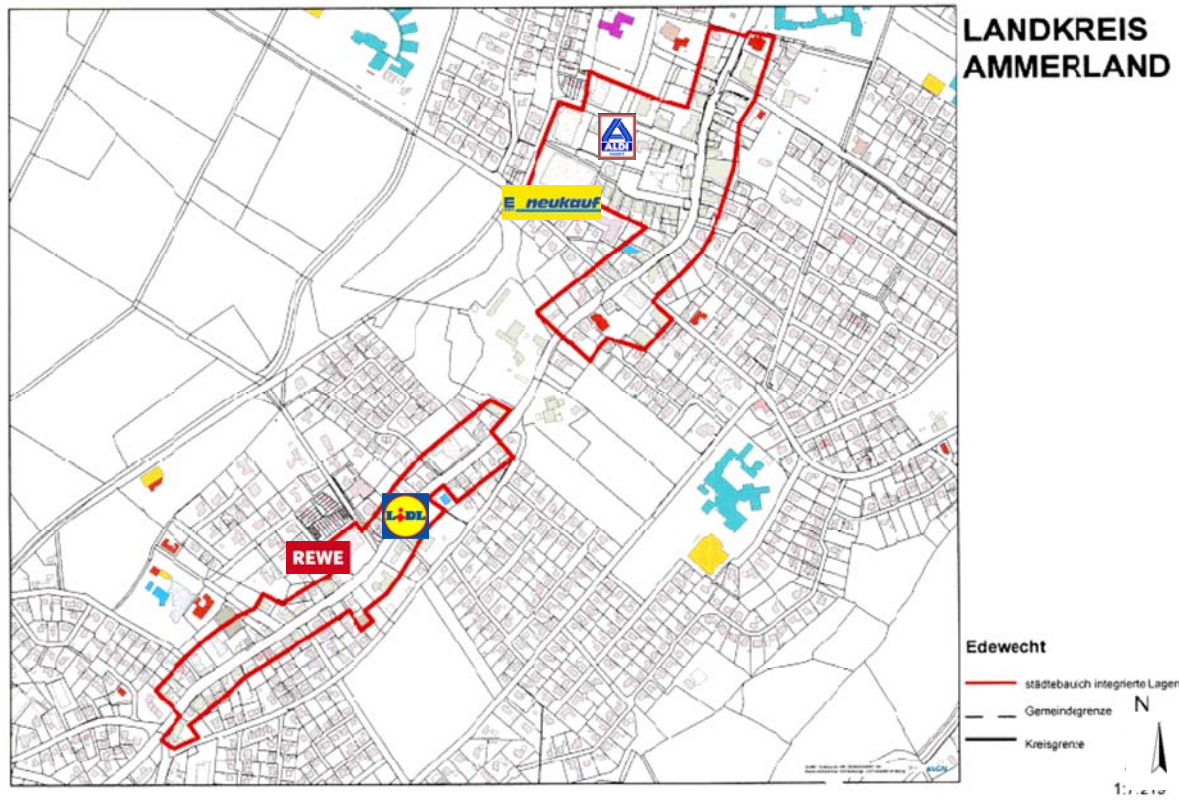 LANDKREIS
AMMERLAND
ALDI
E neukauf
LIDL
REWE
Edewecht
städtebauich integrierte Lagen
Gemeindegrenze
N
Kreisgrenze